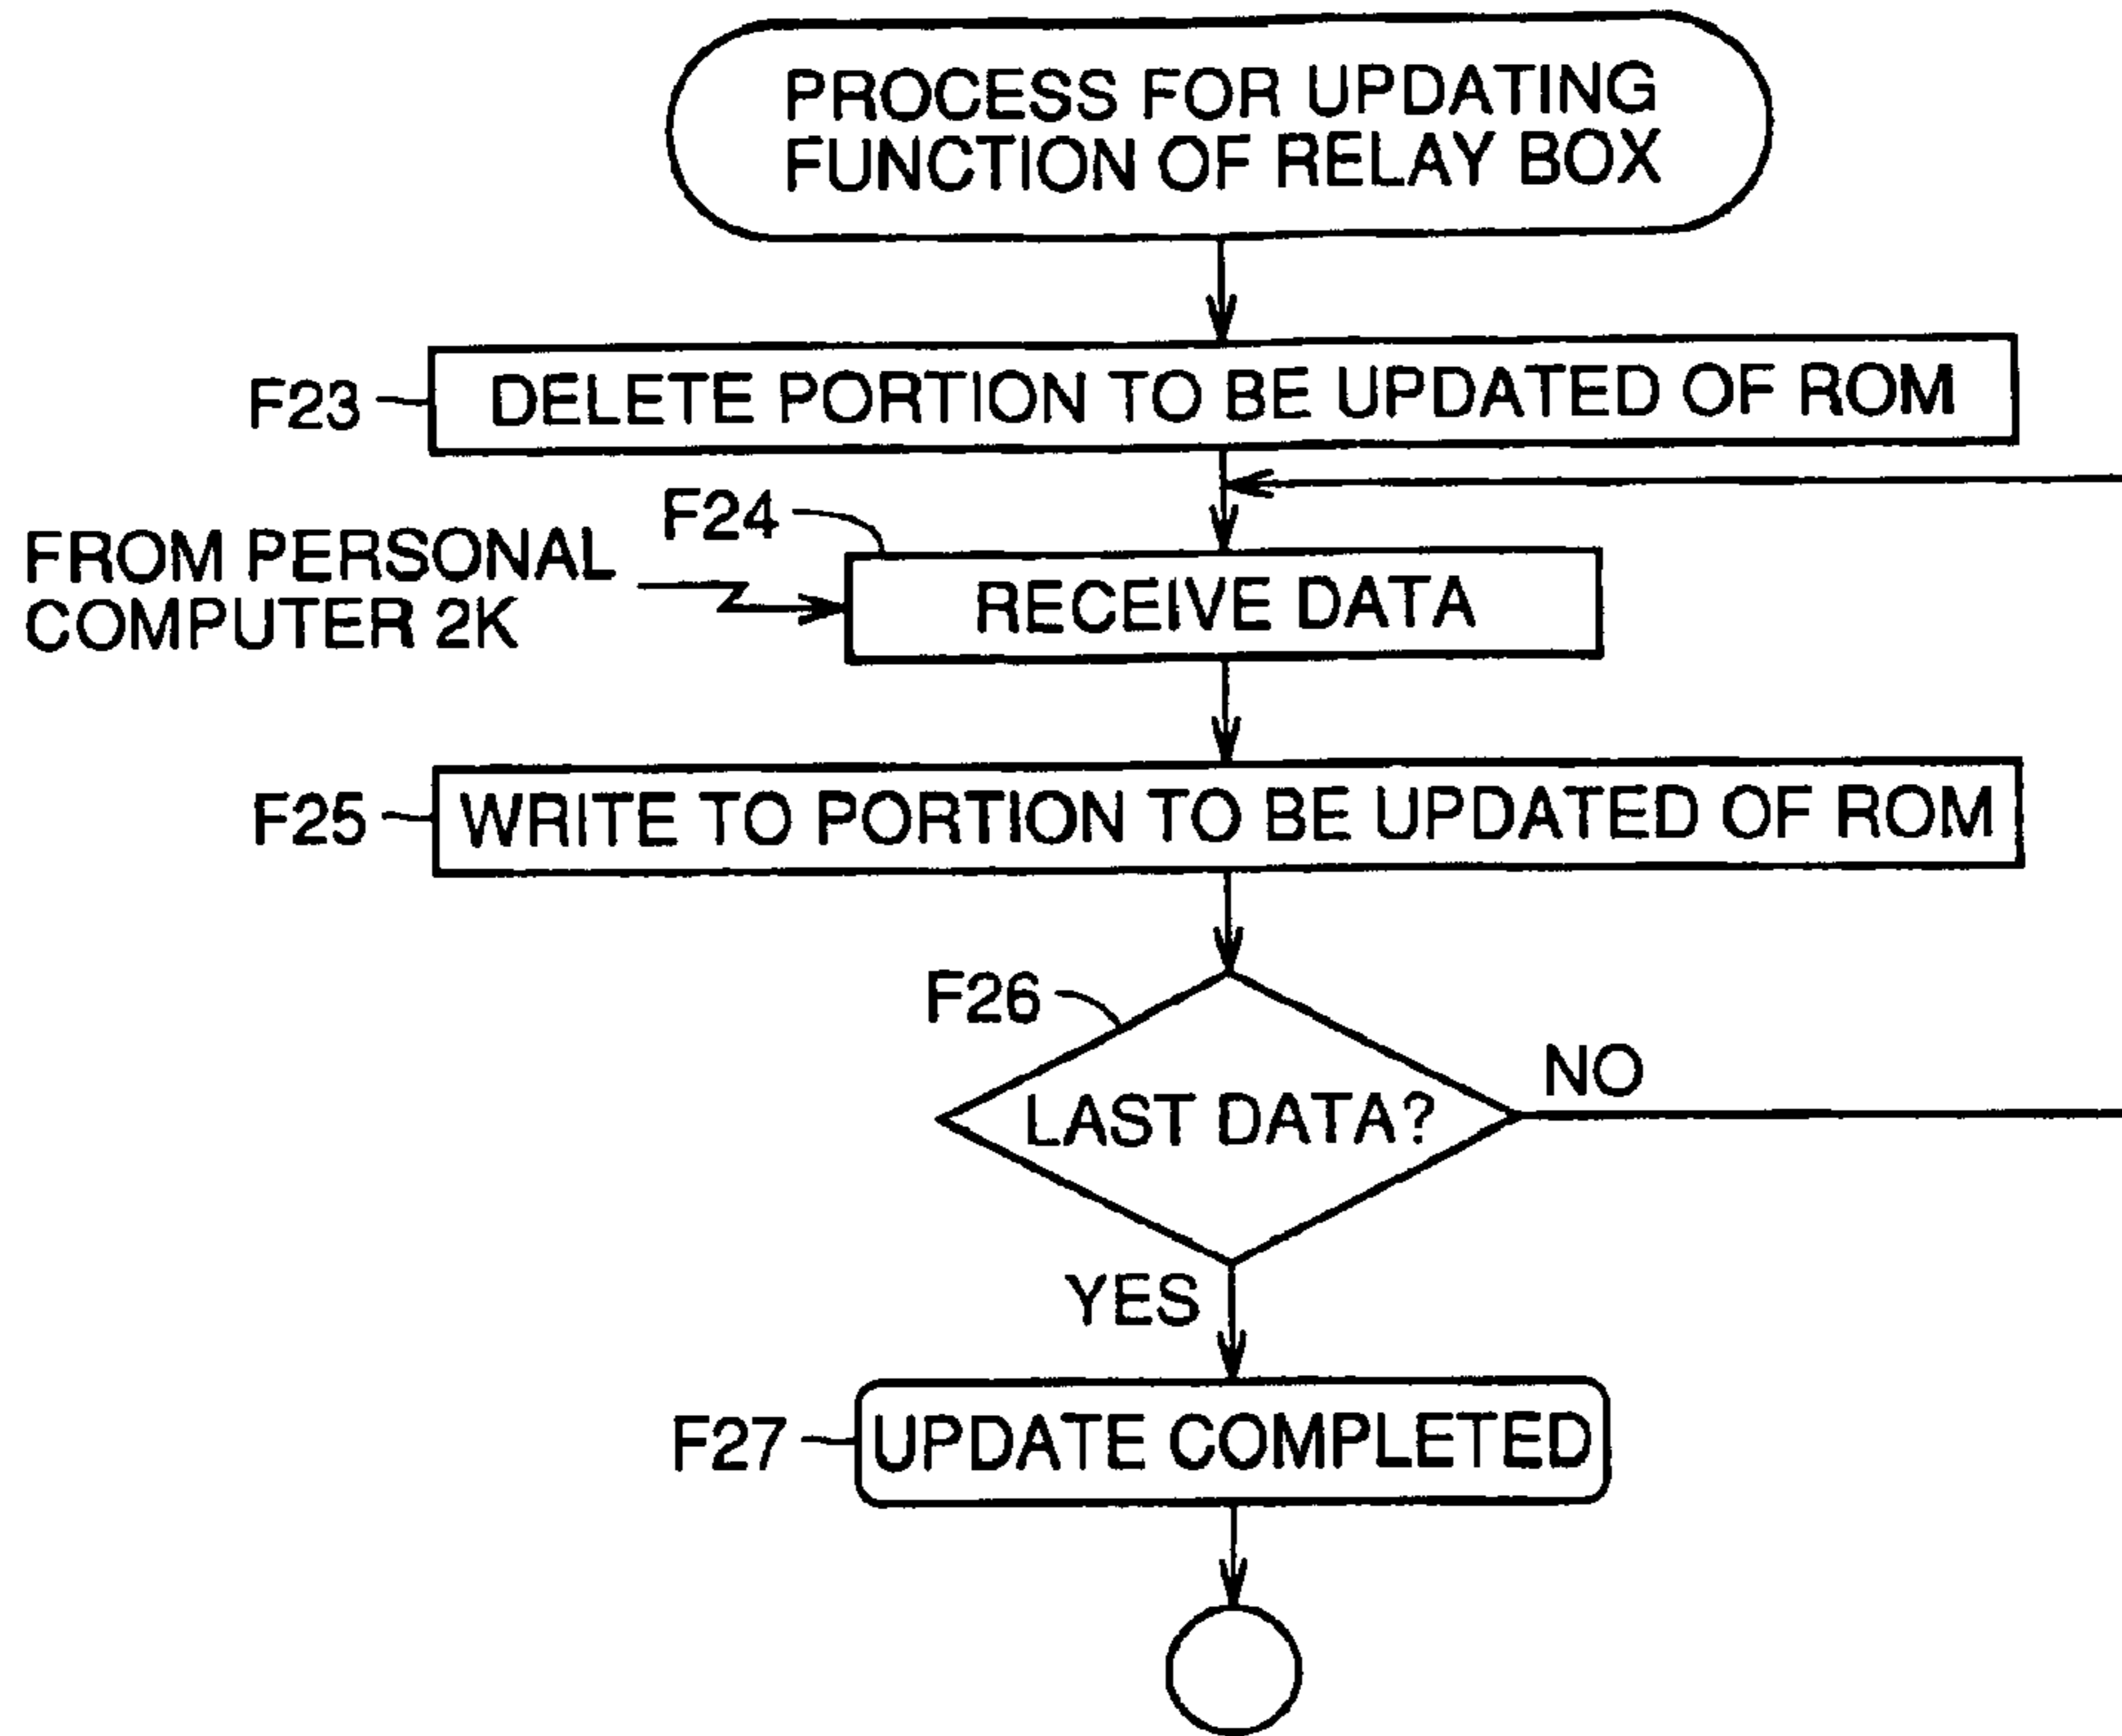 PROCESS FOR UPDATING
FUNCTION OF RELAY BOX
F23
DELETE PORTION TO BE UPDATED OF ROM
F24
FROM PERSONAL
COMPUTER 2K
RECEIVE DATA
F25
WRITE TO PORTION TO BE UPDATED OF ROM
F26
NO
LAST DATA?
YES
F27
UPDATE COMPLETED